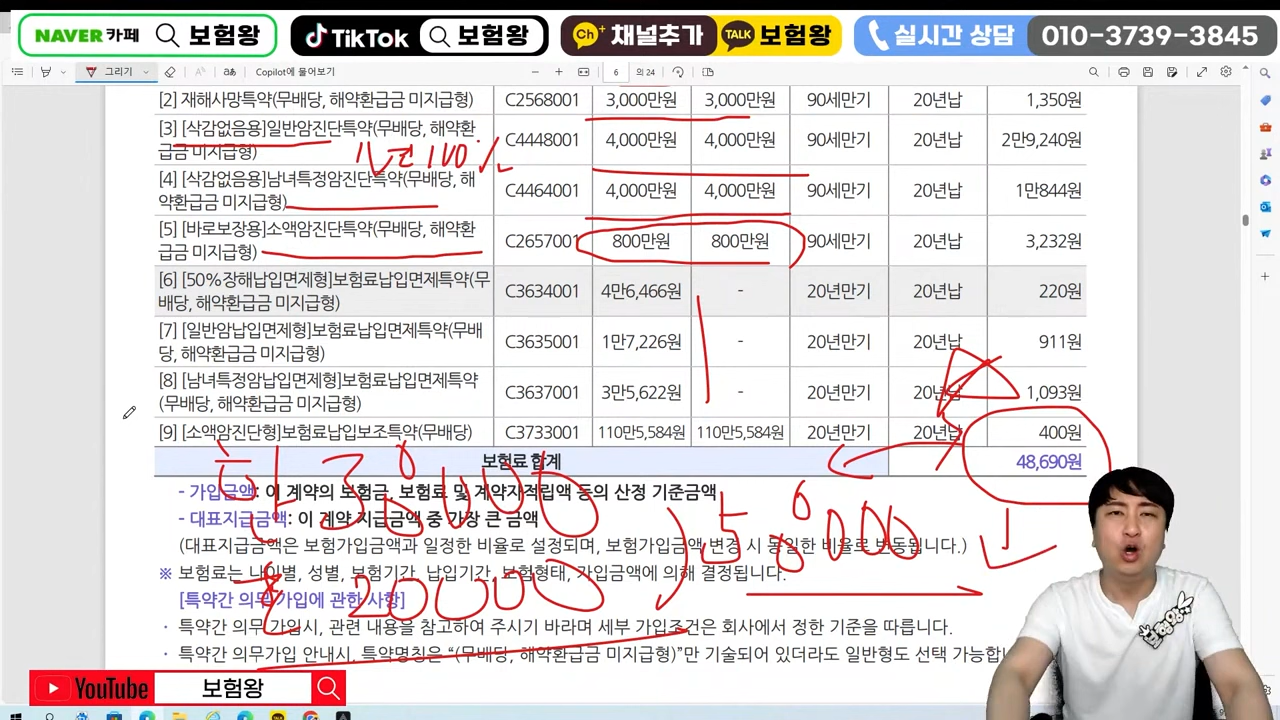 NAVER 카페 보험왕 TikTok 보험왕 Ch+ 채널추가 TALK 보험왕 실시간 상담 010-3739-3845
그리기 aあ Copilot에 물어보기 6 의 24
[2] 재해사망특약(무배당, 해약환급금 미지급형) C2568001 3,000만원 3,000만원 90세만기 20년납 1,350원
[3] [삭감없음용]일반암진단특약(무배당, 해약환
급금 미지급형) C4448001 4,000만원 4,000만원 90세만기 20년납 2만9,240원
100%
[4] [삭감없음용]남녀특정암진단특약(무배당, 해
약환급금 미지급형) C4464001 4,000만원 4,000만원 90세만기 20년납 1만844원
[5] [바로보장용]소액암진단특약(무배당, 해약환
급금 미지급형) C2657001 800만원 800만원 90세만기 20년납 3,232원
[6] [50%장해납입면제형]보험료납입면제특약(무
배당, 해약환급금 미지급형) C3634001 4만6,466원 - 20년만기 20년납 220원
[7] [일반암납입면제형]보험료납입면제특약(무배
당, 해약환급금 미지급형) C3635001 1만7,226원 - 20년만기 20년납 911원
[8] [남녀특정암납입면제형]보험료납입면제특약
(무배당, 해약환급금 미지급형) C3637001 3만5,622원 - 20년만기 20년납 1,093원
[9] [소액암진단형]보험료납입보조특약(무배당) C3733001 110만5,584원 110만5,584원 20년만기 20년납 400원
보험료 합계 48,690원
- 가입금액: 이 계약의 보험금, 보험료 및 계약자적립액 등의 산정 기준금액
- 대표지급금액: 이 계약 지급금액 중 가장 큰 금액
(대표지급금액은 보험가입금액과 일정한 비율로 설정되며, 보험가입금액 변경 시 동일한 비율로 변동됩니다.)
※ 보험료는 나이별, 성별, 보험기간, 납입기간, 보험형태, 가입금액에 의해 결정됩니다.
20000
[특약간 의무 가입에 관한 사항]
· 특약간 의무 가입시, 관련 내용을 참고하여 주시기 바라며 세부 가입조건은 회사에서 정한 기준을 따릅니다.
· 특약간 의무가입 안내시, 특약명칭은 “(무배당, 해약환급금 미지급형)”만 기술되어 있더라도 일반형도 선택 가능합
YouTube 보험왕
보험왕